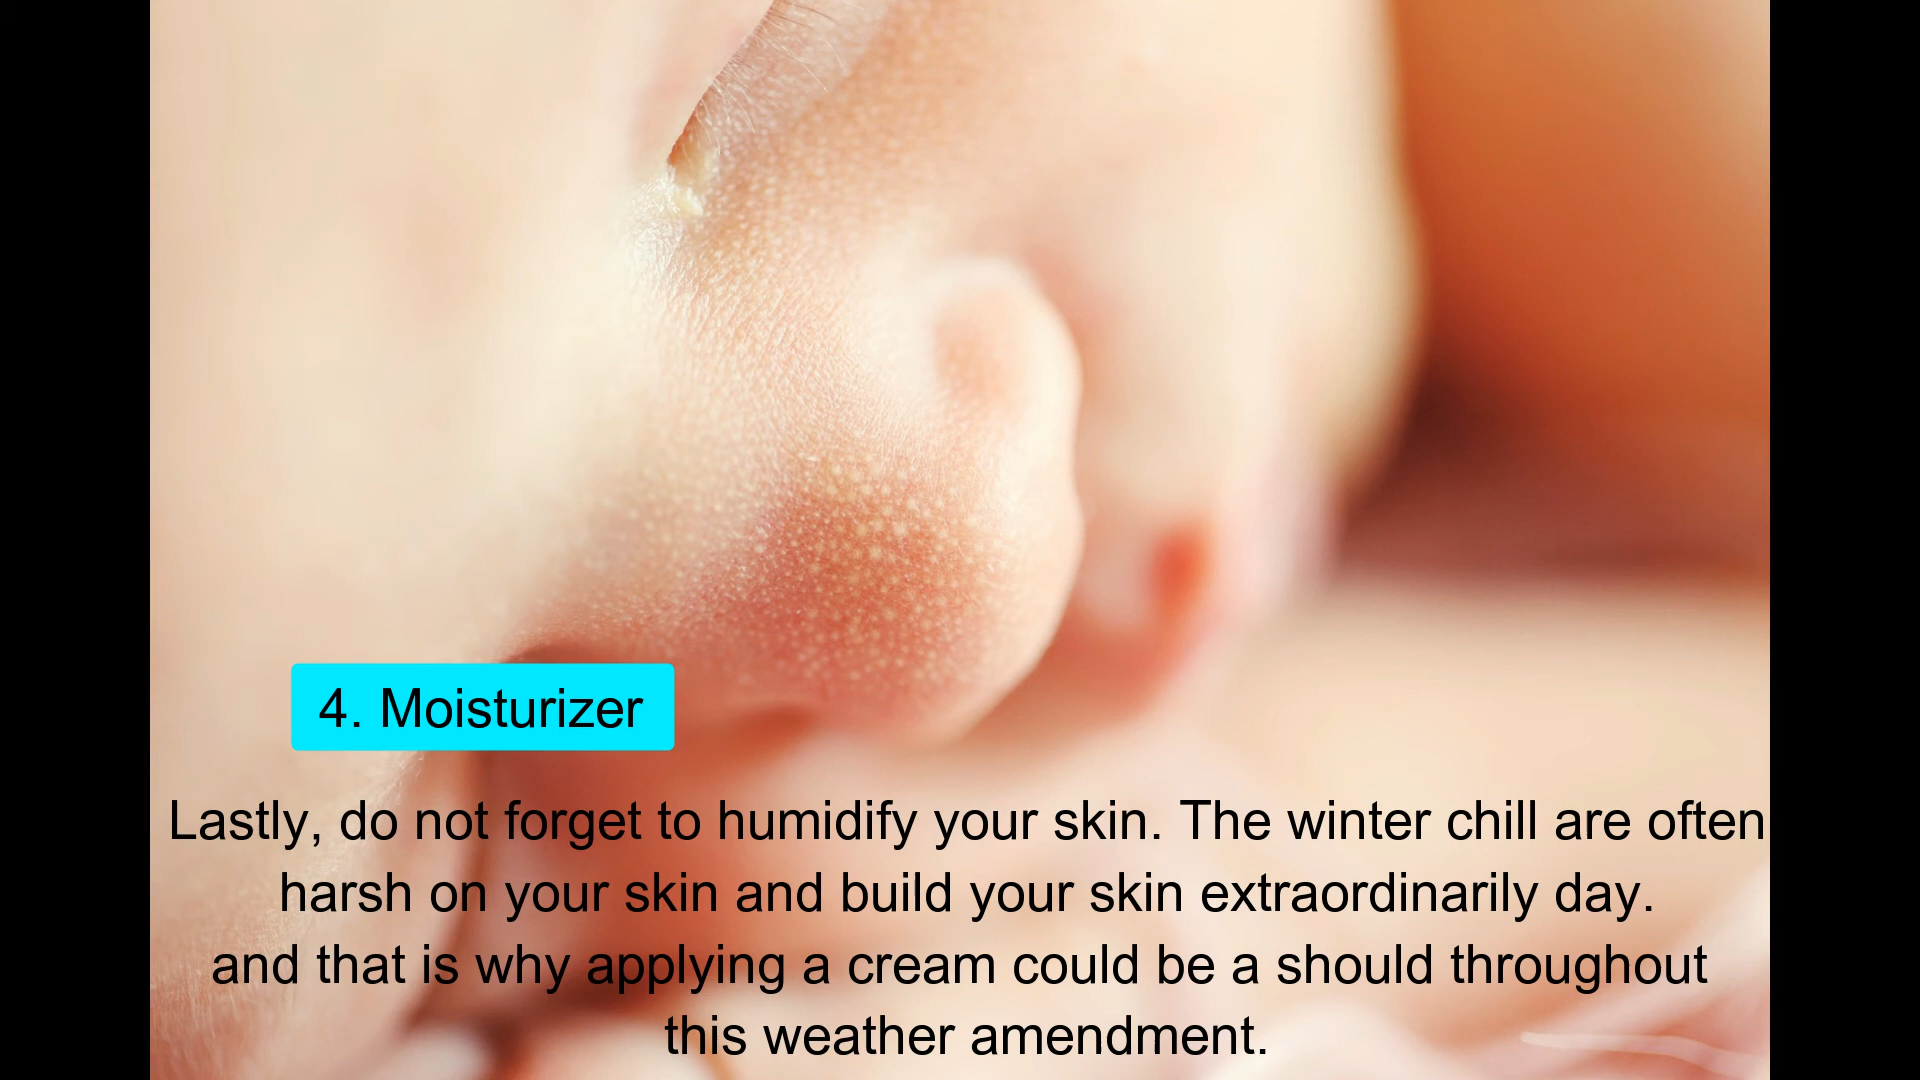 4. Moisturizer
Lastly, do not forget to humidify your skin. The winter chill are often
harsh on your skin and build your skin extraordinarily day.
and that is why applying a cream could be a should throughout
this weather amendment.